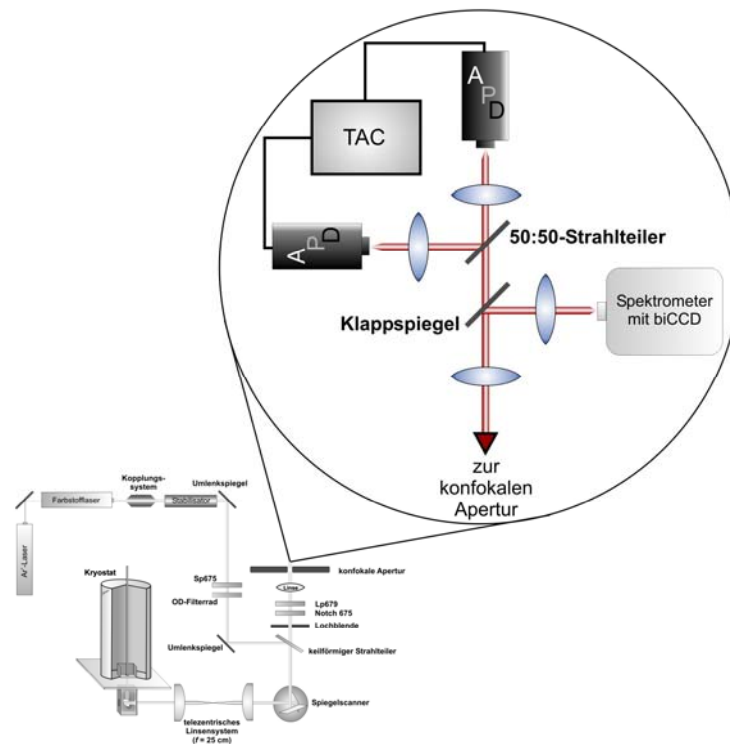 APD
TAC
APD
50:50-Strahlteiler
Klappspiegel
Spektrometer
mit biCCD
zur
konfokalen
Apertur
Kopplungs-
system
Umlenkspiegel
Farbstofflaser
Stabilisator
Ar⁺-Laser
Kryostat
Sp675
OD-Filterrad
konfokale Apertur
Linse
Lp679
Notch 675
Lochblende
Umlenkspiegel
keilförmiger Strahlteiler
Spiegelscanner
telezentrisches
Linsensystem
(f = 25 cm)